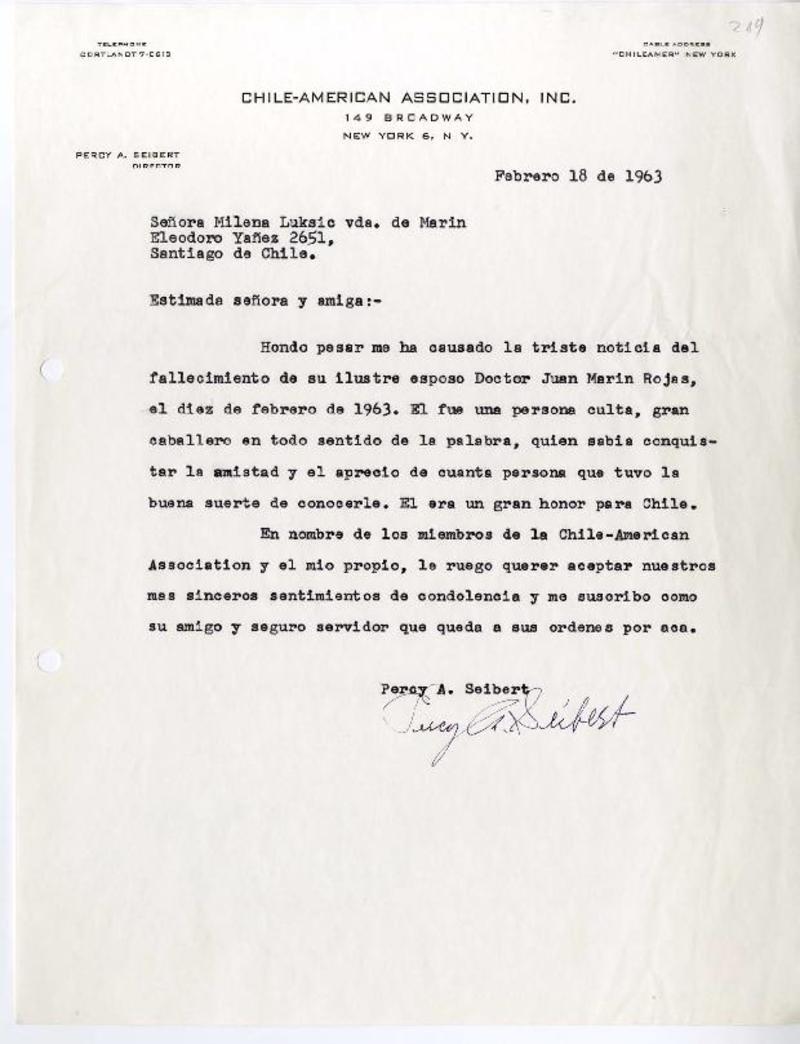 289
TELEPHONE
CORTLANDT 7-0613
CABLE ADDRESS
"CHILEAMER" NEW YORK
CHILE-AMERICAN ASSOCIATION, INC.
149 BROADWAY
NEW YORK 6, N Y.
PERCY A. SEIBERT
DIRECTOR
Febrero 18 de 1963
Señora Milena Luksic vda. de Marin
Eleodoro Yañez 2651,
Santiago de Chile.
Estimada señora y amiga:-
Hondo pesar me ha causado la triste noticia del
fallecimiento de su ilustre esposo Doctor Juan Marin Rojas,
el diez de febrero de 1963. El fue una persona culta, gran
caballero en todo sentido de la palabra, quien sabia conquis-
tar la amistad y el aprecio de cuanta persona que tuvo la
buena suerte de conocerle. El era un gran honor para Chile.
En nombre de los miembros de la Chile-American
Association y el mio propio, le ruego querer aceptar nuestros
mas sinceros sentimientos de condolencia y me suscribo como
su amigo y seguro servidor que queda a sus ordenes por aca.
Percy A. Seibert
Percy A. Seibert